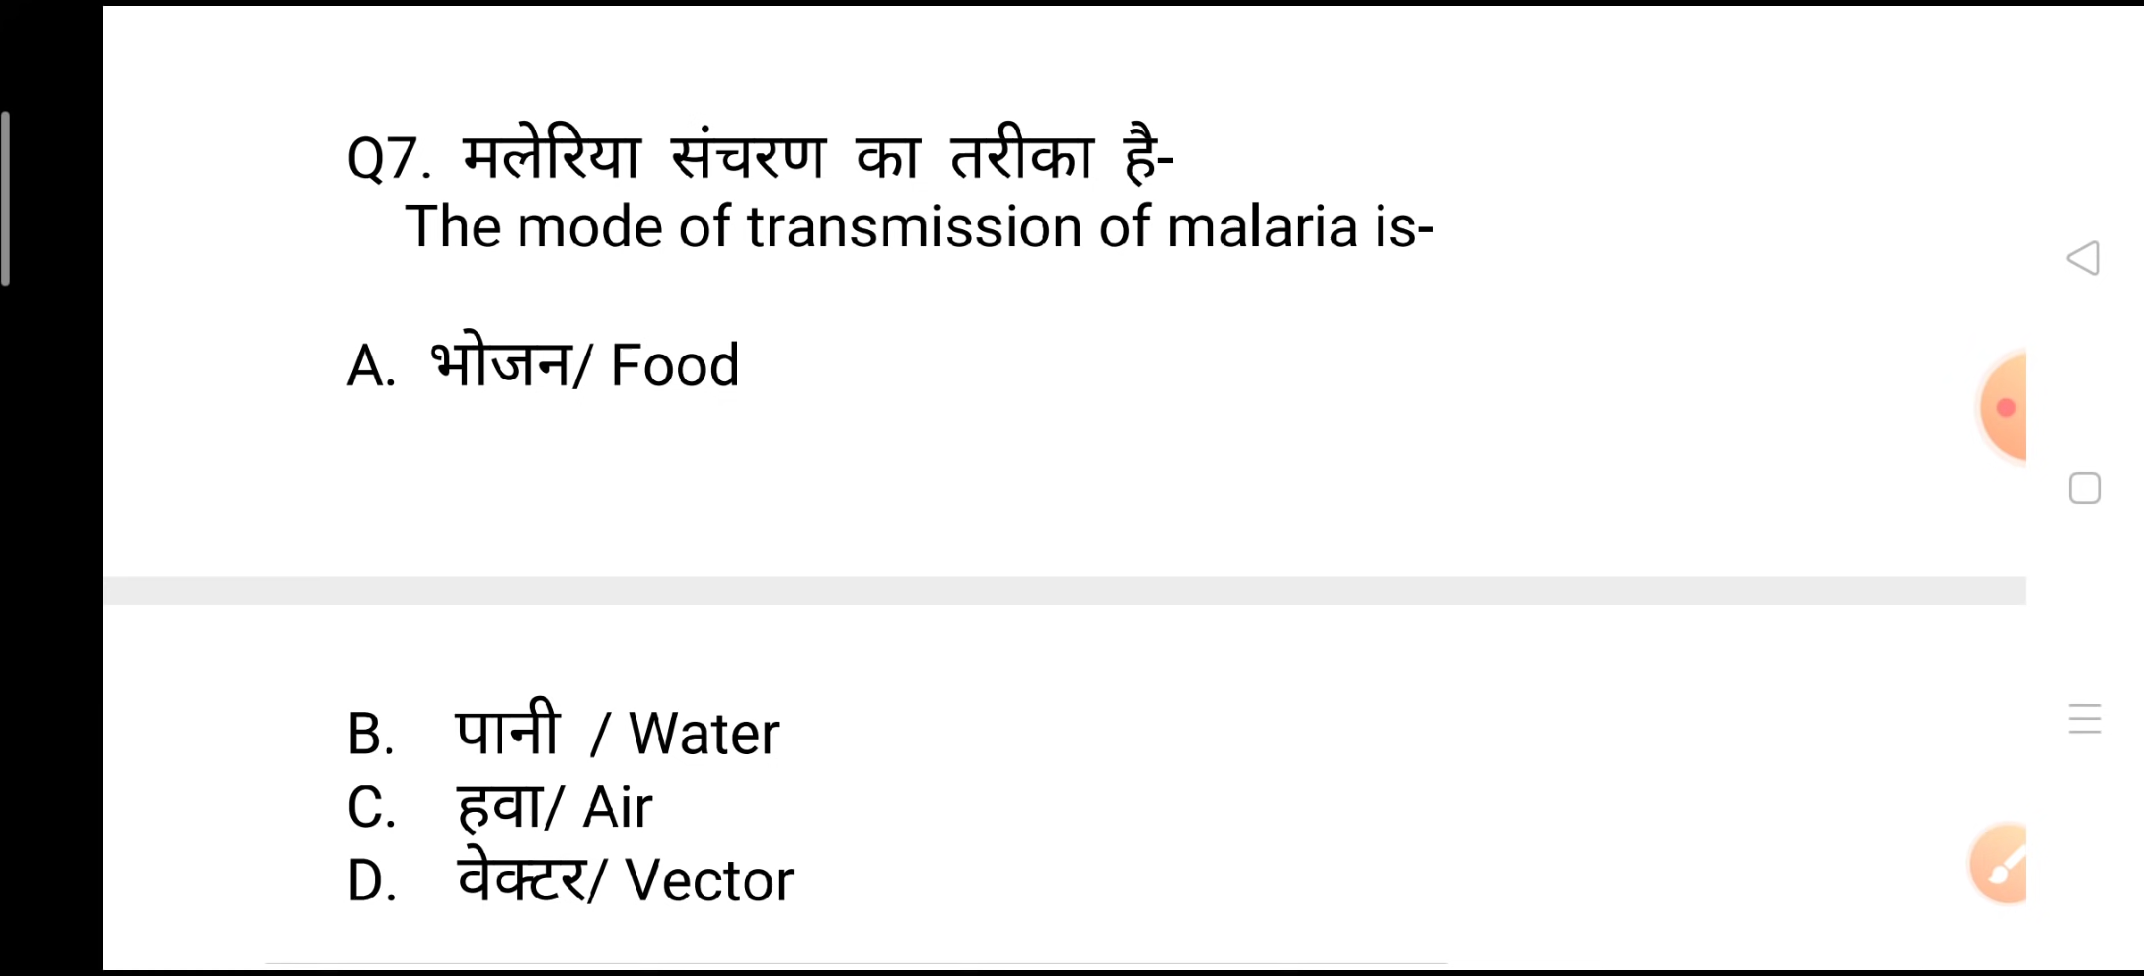 Q7. मलेरिया संचरण का तरीका है-
The mode of transmission of malaria is-
A. भोजन/ Food
B. पानी / Water
C. हवा/ Air
D. वेक्टर/ Vector